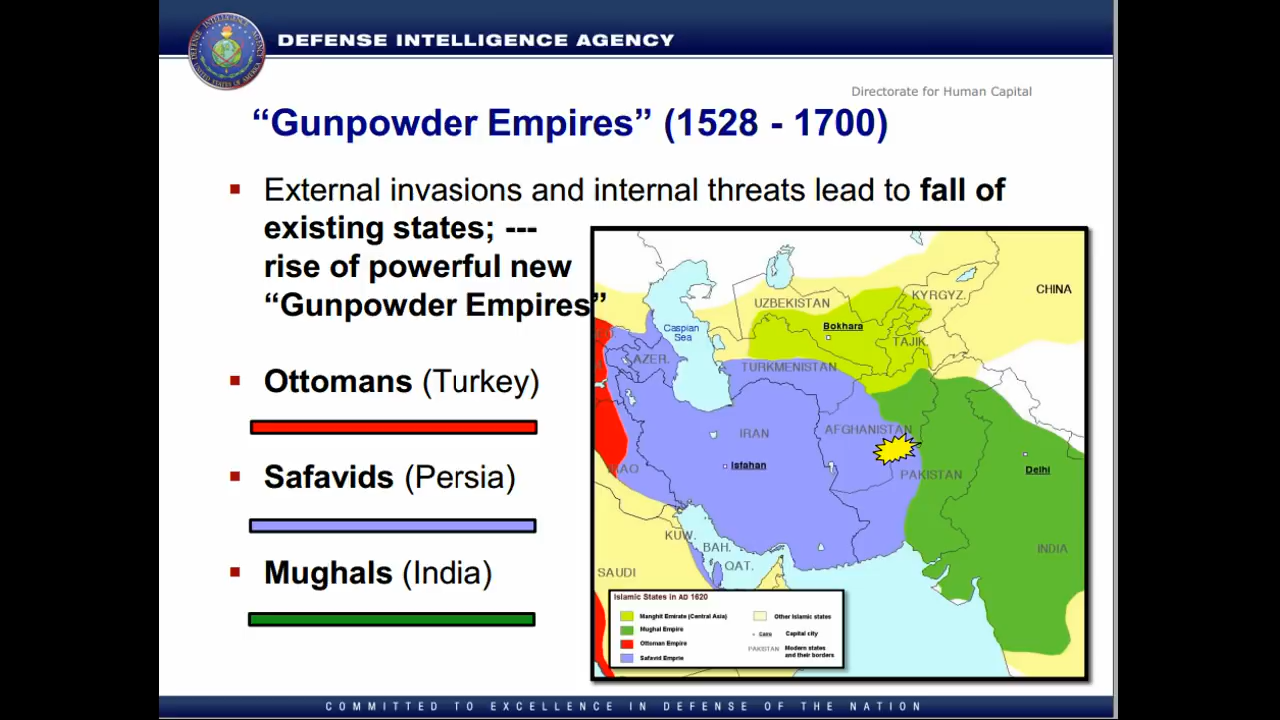 DEFENSE INTELLIGENCE AGENCY
Directorate for Human Capital
“Gunpowder Empires” (1528 - 1700)
▪ External invasions and internal threats lead to fall of
existing states; ---
rise of powerful new
“Gunpowder Empires”
▪ Ottomans (Turkey)
▪ Safavids (Persia)
▪ Mughals (India)
CHINA
KYRGYZ.
UZBEKISTAN
Bokhara
Caspian
Sea
TAJIK.
AZER.
TURKMENISTAN
IRAN
AFGHANISTAN
Isfahan
IRAQ
PAKISTAN
Delhi
KUW.
BAH.
QAT.
INDIA
SAUDI
Islamic States in AD 1620
Manghit Emirate (Central Asia)
Mughal Empire
Ottoman Empire
Safavid Emprie
Other Islamic states
Cairo Capital city
PAKISTAN Modern states
and their borders
COMMITTED TO EXCELLENCE IN DEFENSE OF THE NATION